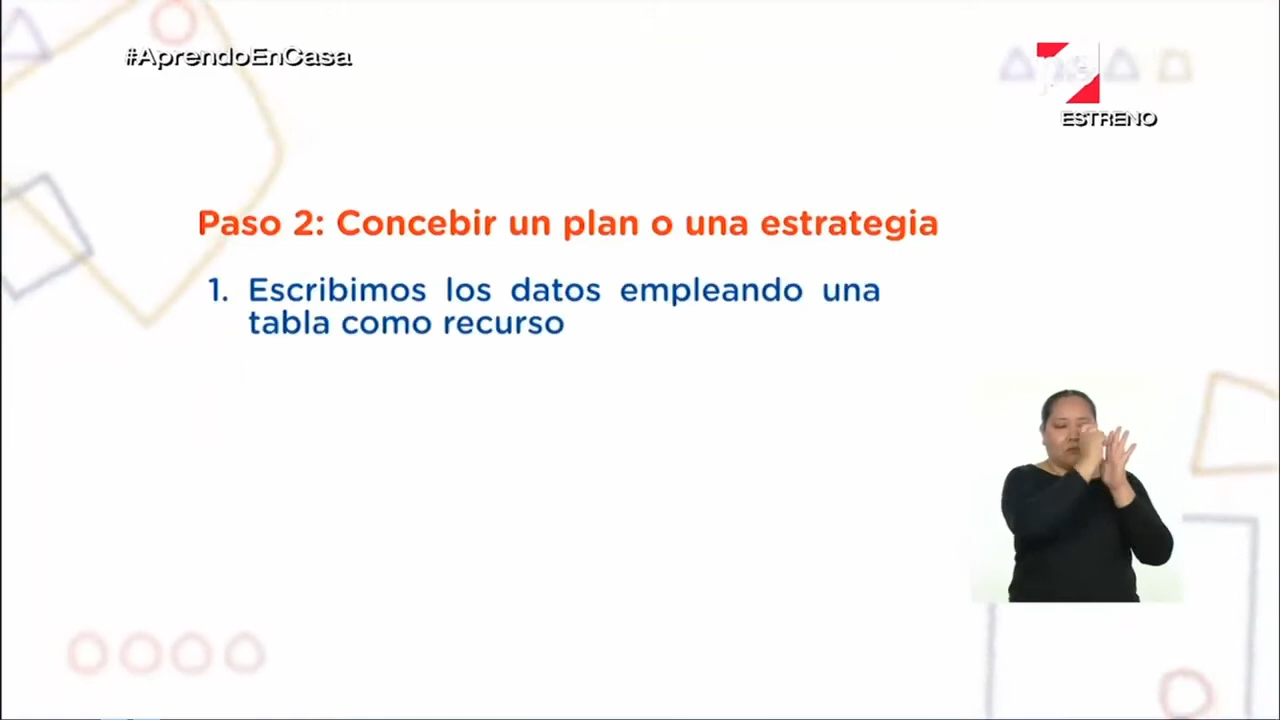 #AprendoEnCasa
ESTRENO
Paso 2: Concebir un plan o una estrategia
1. Escribimos los datos empleando una
tabla como recurso